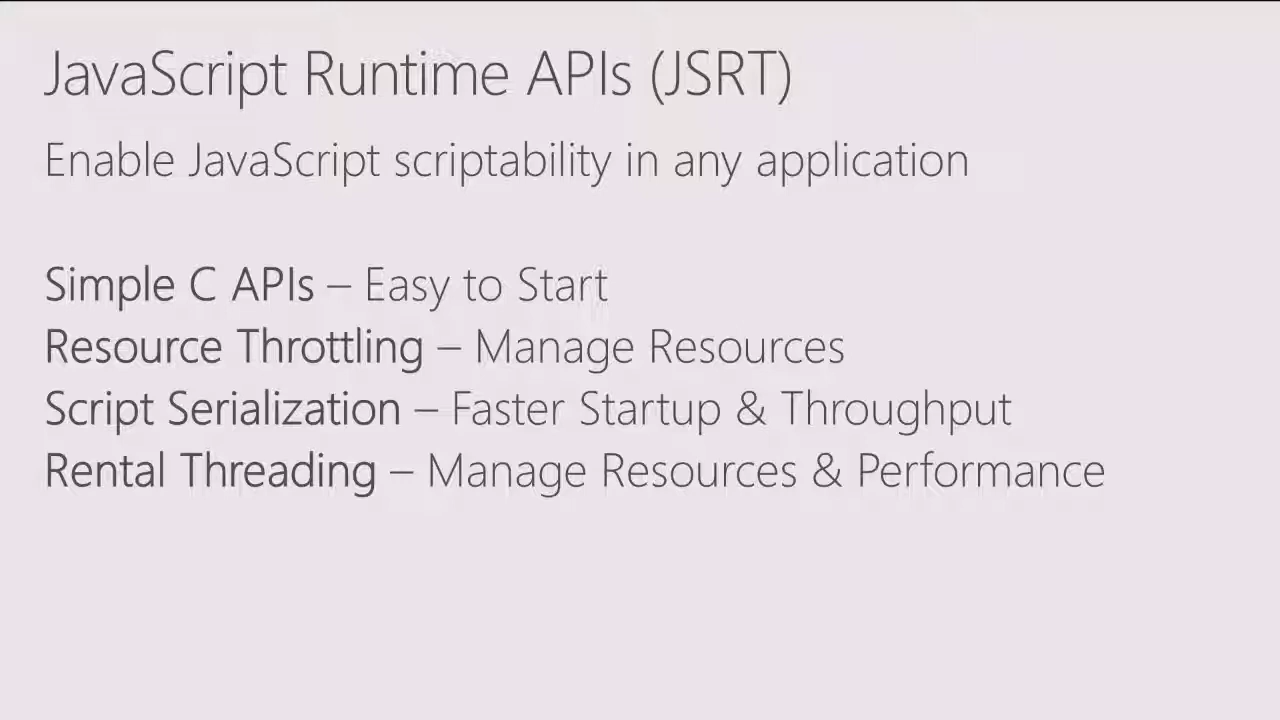 JavaScript Runtime APIs (JSRT)
Enable JavaScript scriptability in any application
Simple C APIs – Easy to Start
Resource Throttling – Manage Resources
Script Serialization – Faster Startup & Throughput
Rental Threading – Manage Resources & Performance